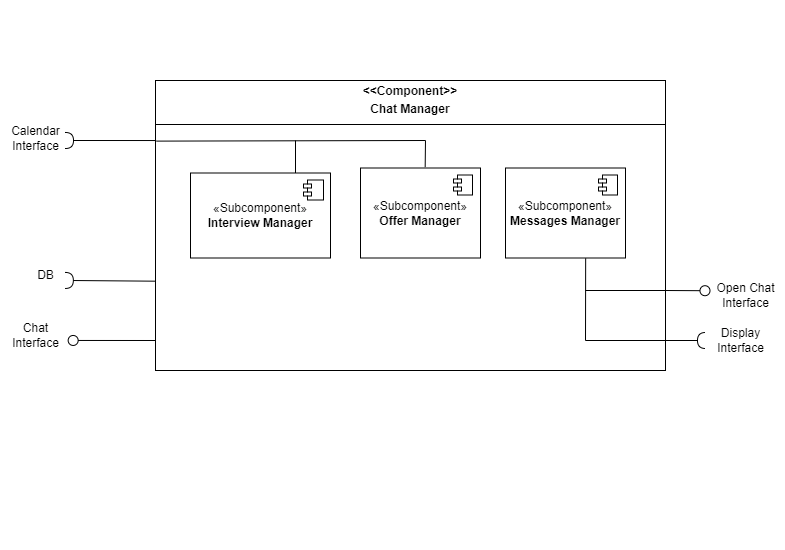 <<Component>>
Chat Manager
Calendar
Interface
«Subcomponent»
Interview Manager
«Subcomponent»
Offer Manager
«Subcomponent»
Messages Manager
DB
Chat
Interface
Open Chat
Interface
Display
Interface